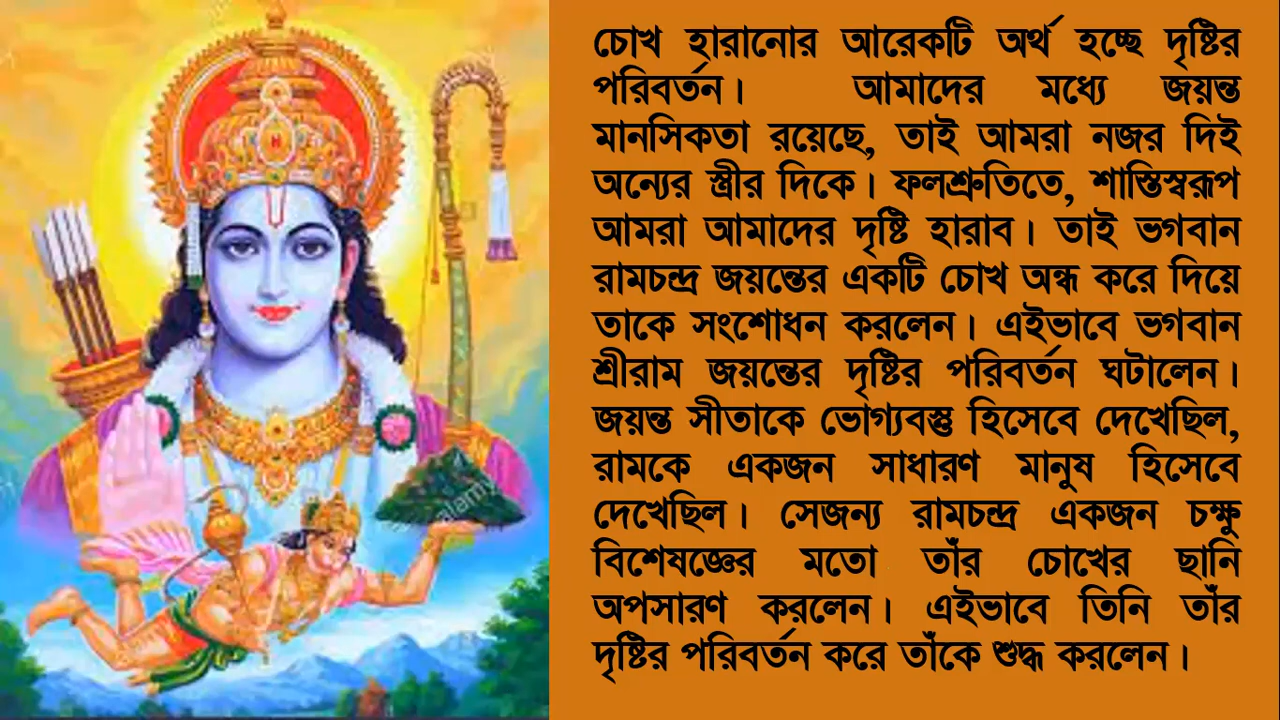 চোখ হারানোর আরেকটি অর্থ হচ্ছে দৃষ্টির
পরিবর্তন। আমাদের মধ্যে জয়ন্ত
মানসিকতা রয়েছে, তাই আমরা নজর দিই
অন্যের স্ত্রীর দিকে। ফলশ্রুতিতে, শাস্তিস্বরূপ
আমরা আমাদের দৃষ্টি হারাব। তাই ভগবান
রামচন্দ্র জয়ন্তের একটি চোখ অন্ধ করে দিয়ে
তাকে সংশোধন করলেন। এইভাবে ভগবান
শ্রীরাম জয়ন্তের দৃষ্টির পরিবর্তন ঘটালেন।
জয়ন্ত সীতাকে ভোগ্যবস্তু হিসেবে দেখেছিল,
রামকে একজন সাধারণ মানুষ হিসেবে
দেখেছিল। সেজন্য রামচন্দ্র একজন চক্ষু
বিশেষজ্ঞের মতো তাঁর চোখের ছানি
অপসারণ করলেন। এইভাবে তিনি তাঁর
দৃষ্টির পরিবর্তন করে তাঁকে শুদ্ধ করলেন।